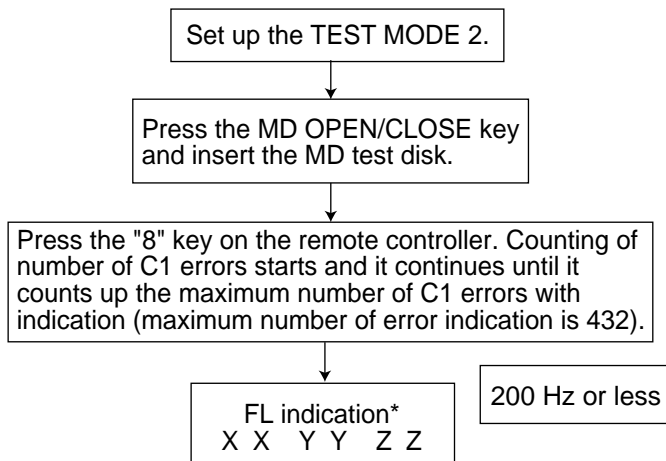 Set up the TEST MODE 2.
Press the MD OPEN/CLOSE key
and insert the MD test disk.
Press the "8" key on the remote controller. Counting of
number of C1 errors starts and it continues until it
counts up the maximum number of C1 errors with
indication (maximum number of error indication is 432).
FL indication*
X X   Y Y   Z Z
200 Hz or less